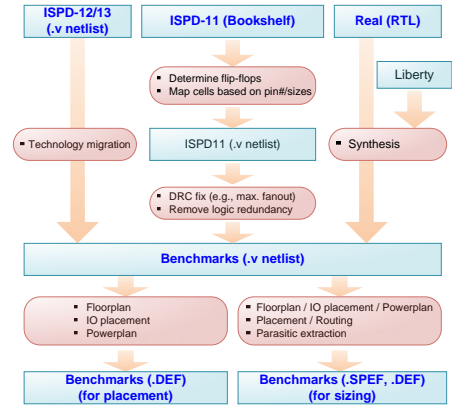 ISPD-12/13
(.v netlist)
ISPD-11 (Bookshelf)
Real (RTL)
▪ Determine flip-flops
▪ Map cells based on pin#/sizes
Liberty
▪ Technology migration
ISPD11 (.v netlist)
▪ Synthesis
▪ DRC fix (e.g., max. fanout)
▪ Remove logic redundancy
Benchmarks (.v netlist)
▪ Floorplan
▪ IO placement
▪ Powerplan
▪ Floorplan / IO placement / Powerplan
▪ Placement / Routing
▪ Parasitic extraction
Benchmarks (.DEF)
(for placement)
Benchmarks (.SPEF, .DEF)
(for sizing)